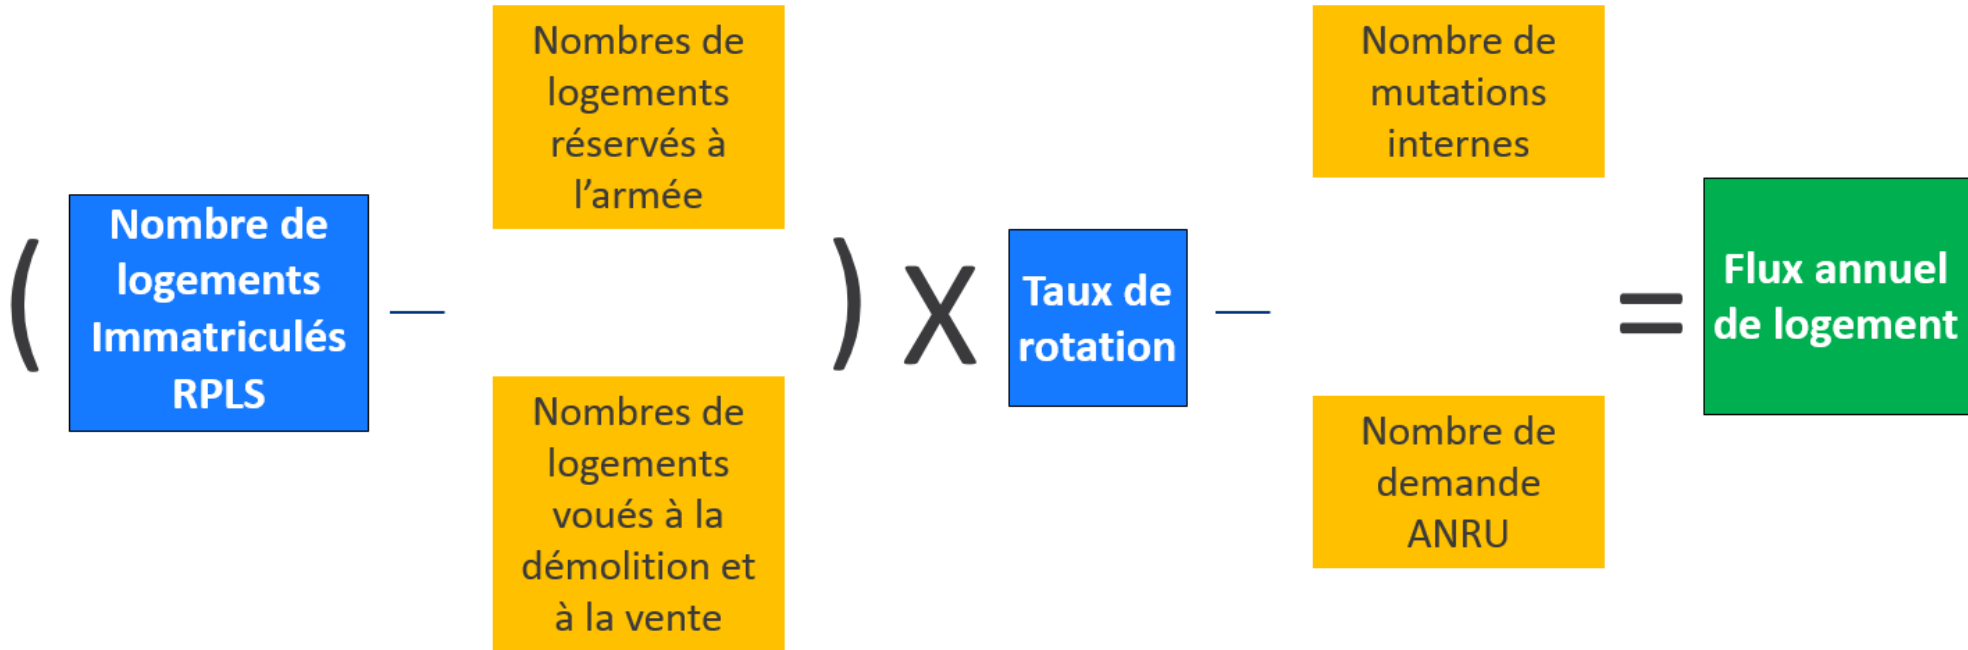 (
Nombre de
logements
Immatriculés
RPLS
—
Nombres de
logements
réservés à
l’armée
Nombres de
logements
voués à la
démolition et
à la vente
)
X
Taux de
rotation
—
Nombre de
mutations
internes
Nombre de
demande
ANRU
=
Flux annuel
de logement